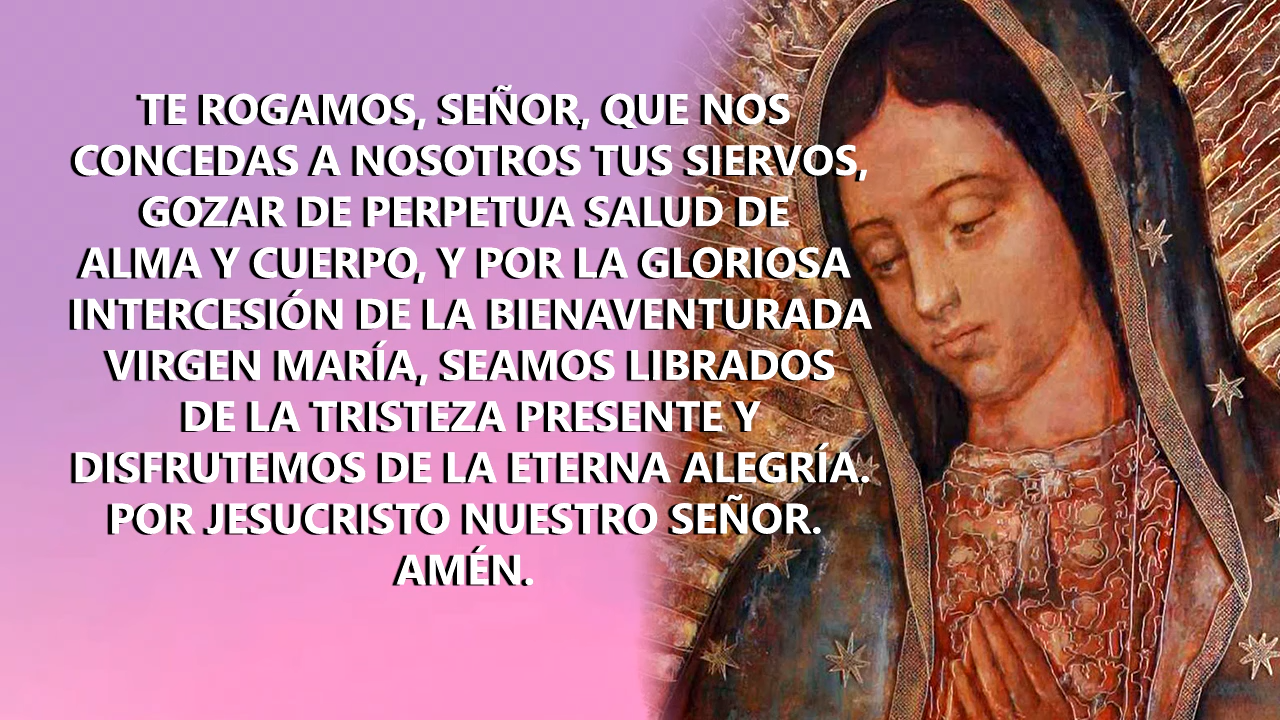 TE ROGAMOS, SEÑOR, QUE NOS
CONCEDAS A NOSOTROS TUS SIERVOS,
GOZAR DE PERPETUA SALUD DE
ALMA Y CUERPO, Y POR LA GLORIOSA
INTERCESIÓN DE LA BIENAVENTURADA
VIRGEN MARÍA, SEAMOS LIBRADOS
DE LA TRISTEZA PRESENTE Y
DISFRUTEMOS DE LA ETERNA ALEGRÍA.
POR JESUCRISTO NUESTRO SEÑOR.
AMÉN.